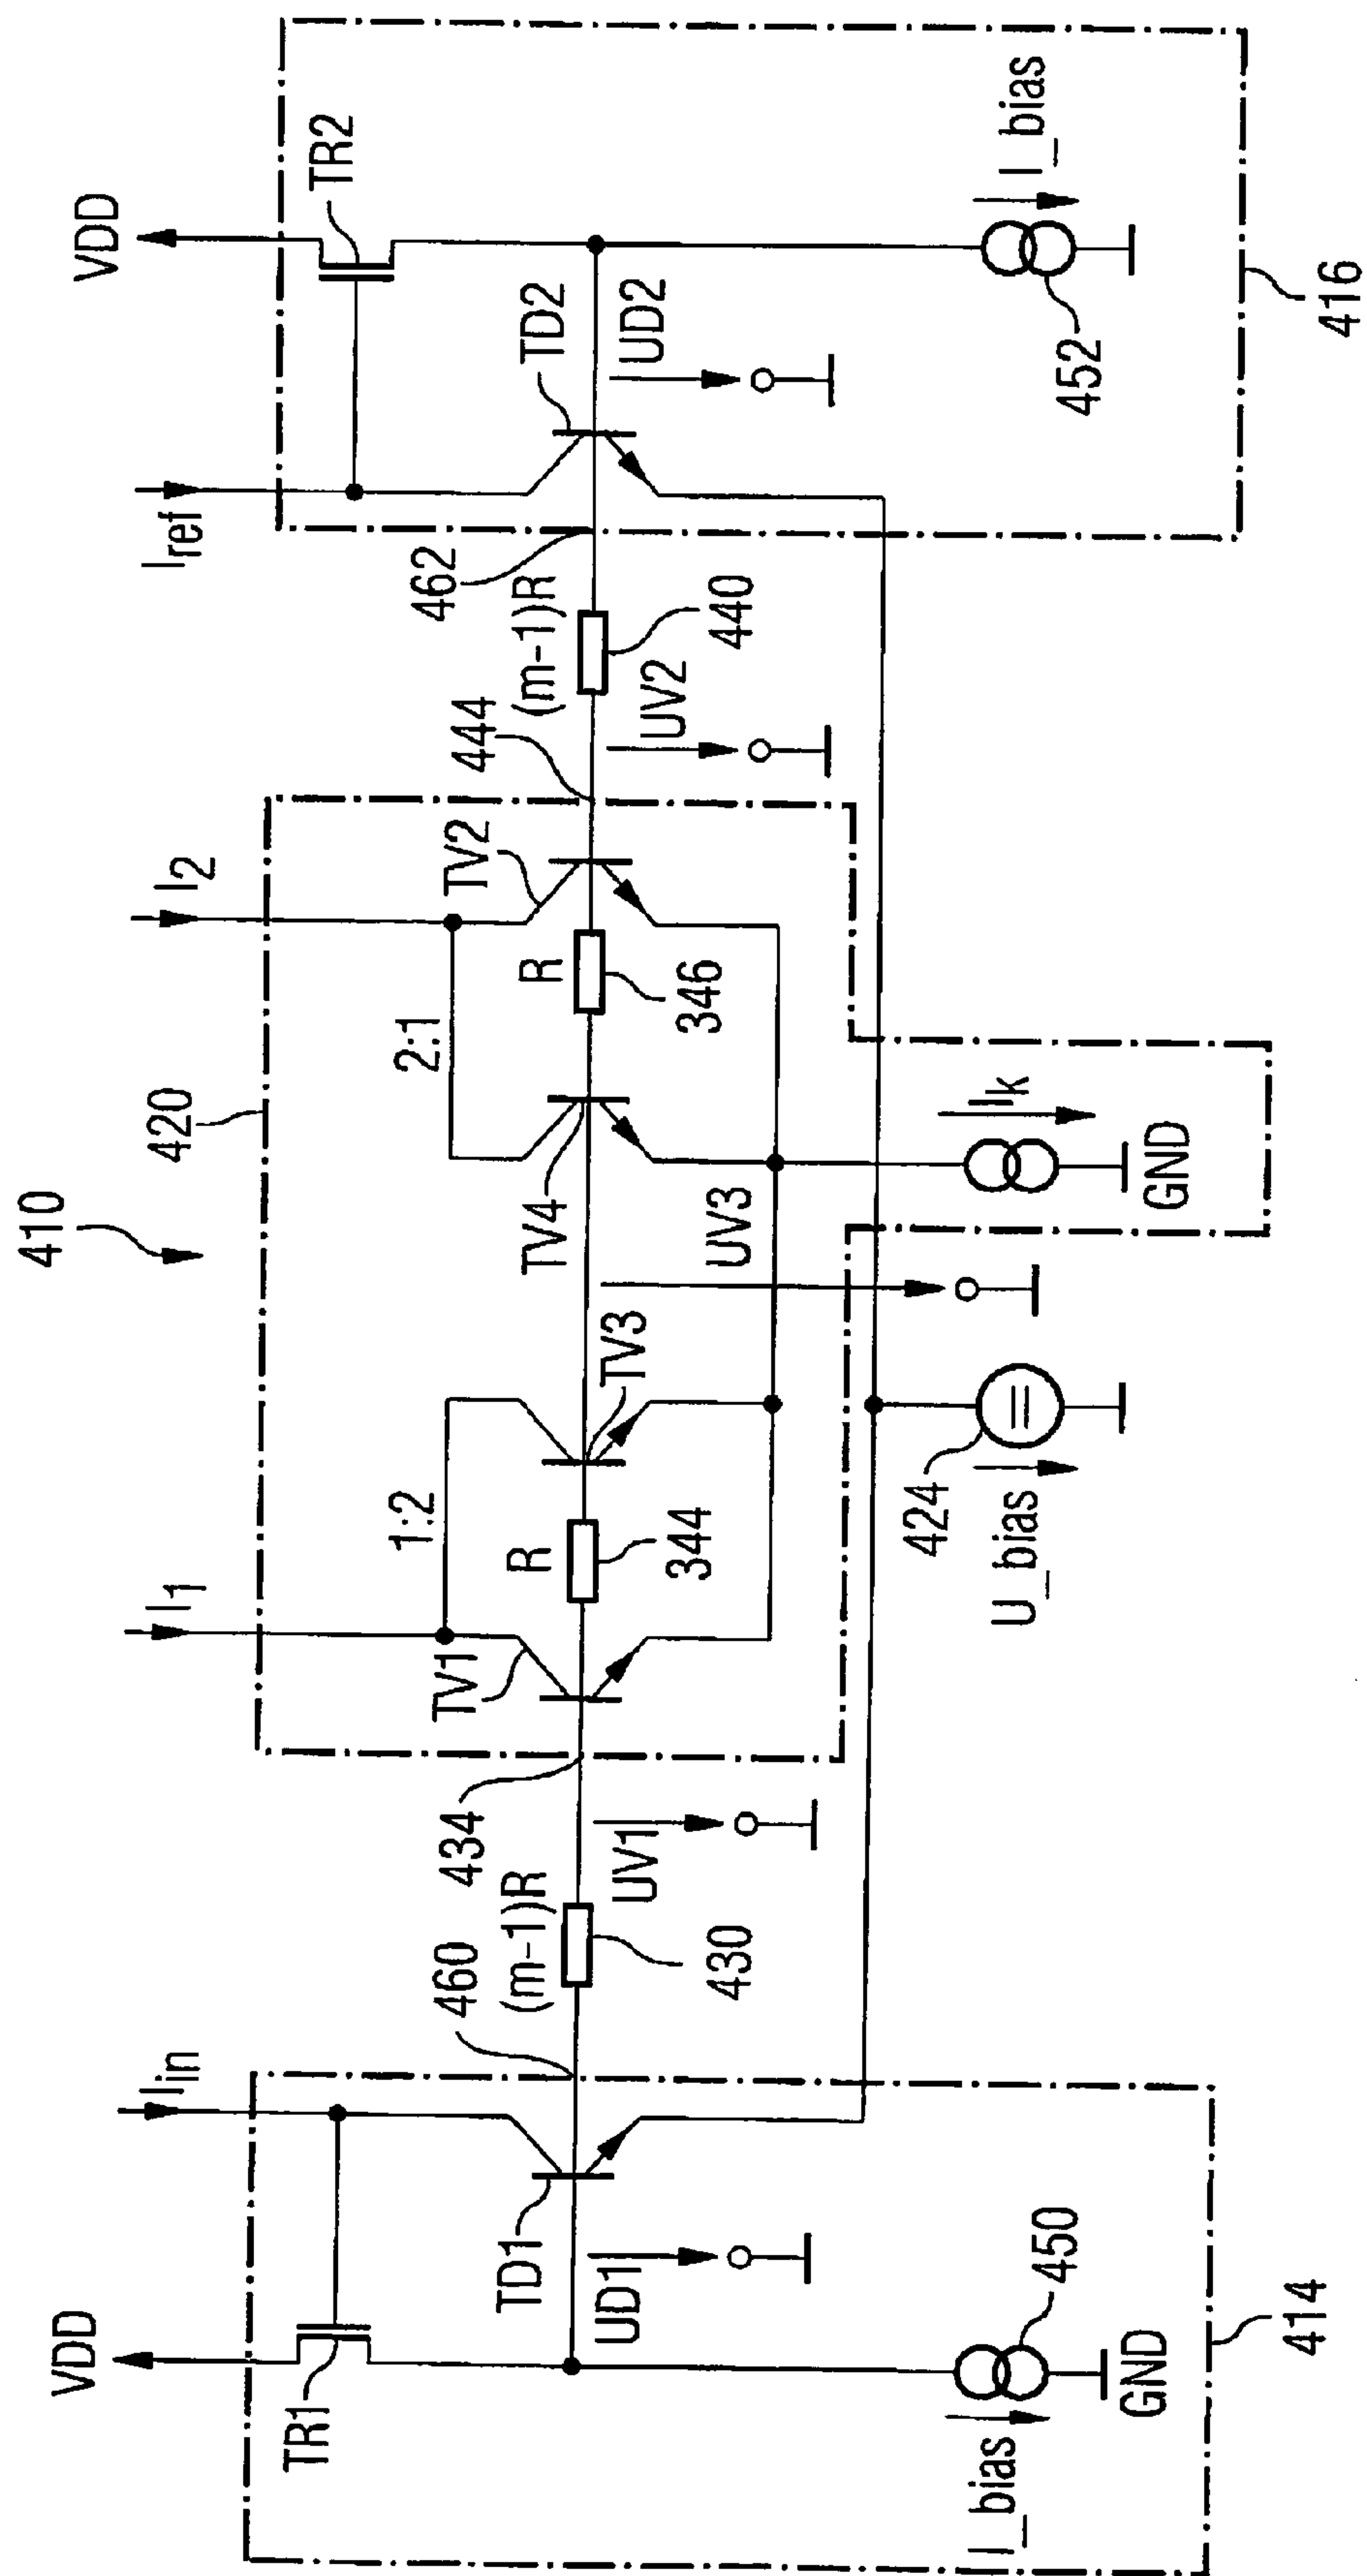 410
VDD
TR1
I_in
TD1
UD1
I_bias
450
GND
414
460
(m-1)R
430
434
UV1
420
I_1
TV1
1:2
R
344
TV3
UV3
TV4
2:1
R
346
I_2
TV2
444
UV2
(m-1)R
440
462
U_bias
424
I_k
GND
I_ref
VDD
TR2
TD2
UD2
452
I_bias
416